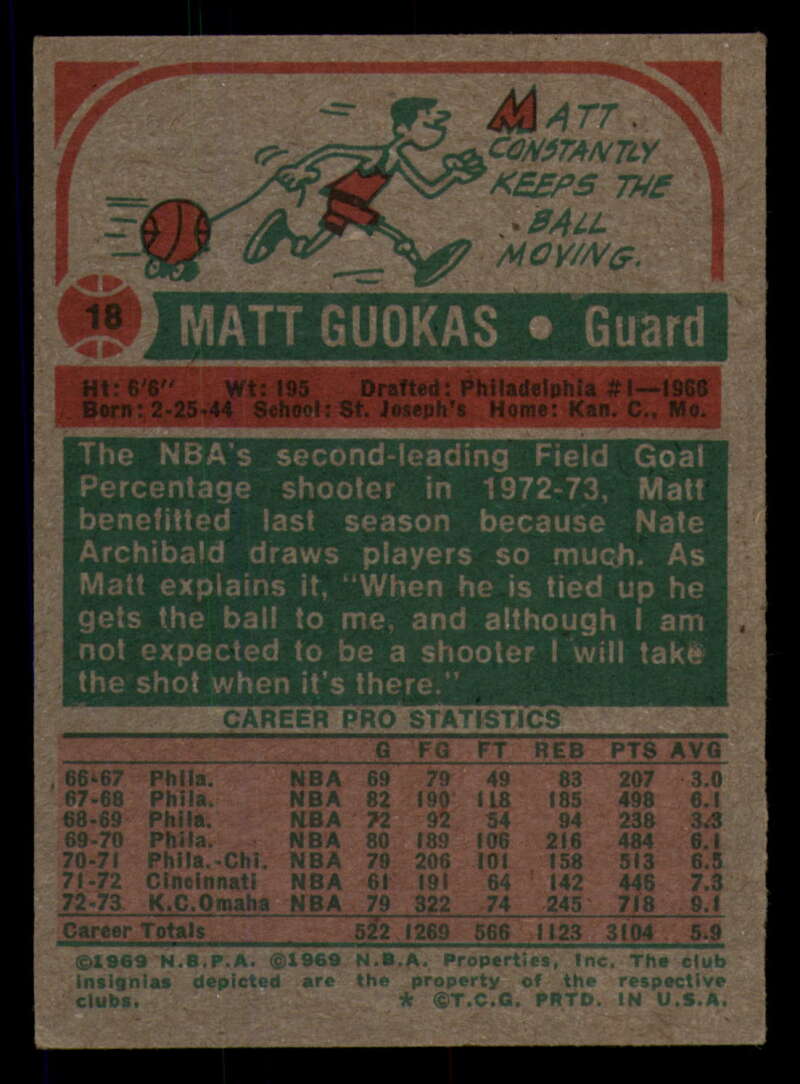 MATT
CONSTANTLY
KEEPS THE
BALL
MOVING.
18 MATT GUOKAS • Guard
Ht: 6'6" Wt: 195 Drafted: Philadelphia #1—1966
Born: 2-25-44 School: St. Joseph's Home: Kan. C., Mo.
The NBA's second-leading Field Goal
Percentage shooter in 1972-73, Matt
benefitted last season because Nate
Archibald draws players so much. As
Matt explains it, "When he is tied up he
gets the ball to me, and although I am
not expected to be a shooter I will take
the shot when it's there."
CAREER PRO STATISTICS
G FG FT REB PTS AVG
66-67 Phila. NBA 69 79 49 83 207 3.0
67-68 Phila. NBA 82 190 118 185 498 6.1
68-69 Phila. NBA 72 92 54 94 238 3.3
69-70 Phila. NBA 80 189 106 216 484 6.1
70-71 Phila.-Chi. NBA 79 206 101 158 513 6.5
71-72 Cincinnati NBA 61 191 64 142 446 7.3
72-73 K.C.Omaha NBA 79 322 74 245 718 9.1
Career Totals 522 1269 566 1123 3104 5.9
©1969 N.B.P.A. ©1969 N.B.A. Properties, Inc. The club
insignias depicted are the property of the respective
clubs. * ©T.C.G. PRTD. IN U.S.A.